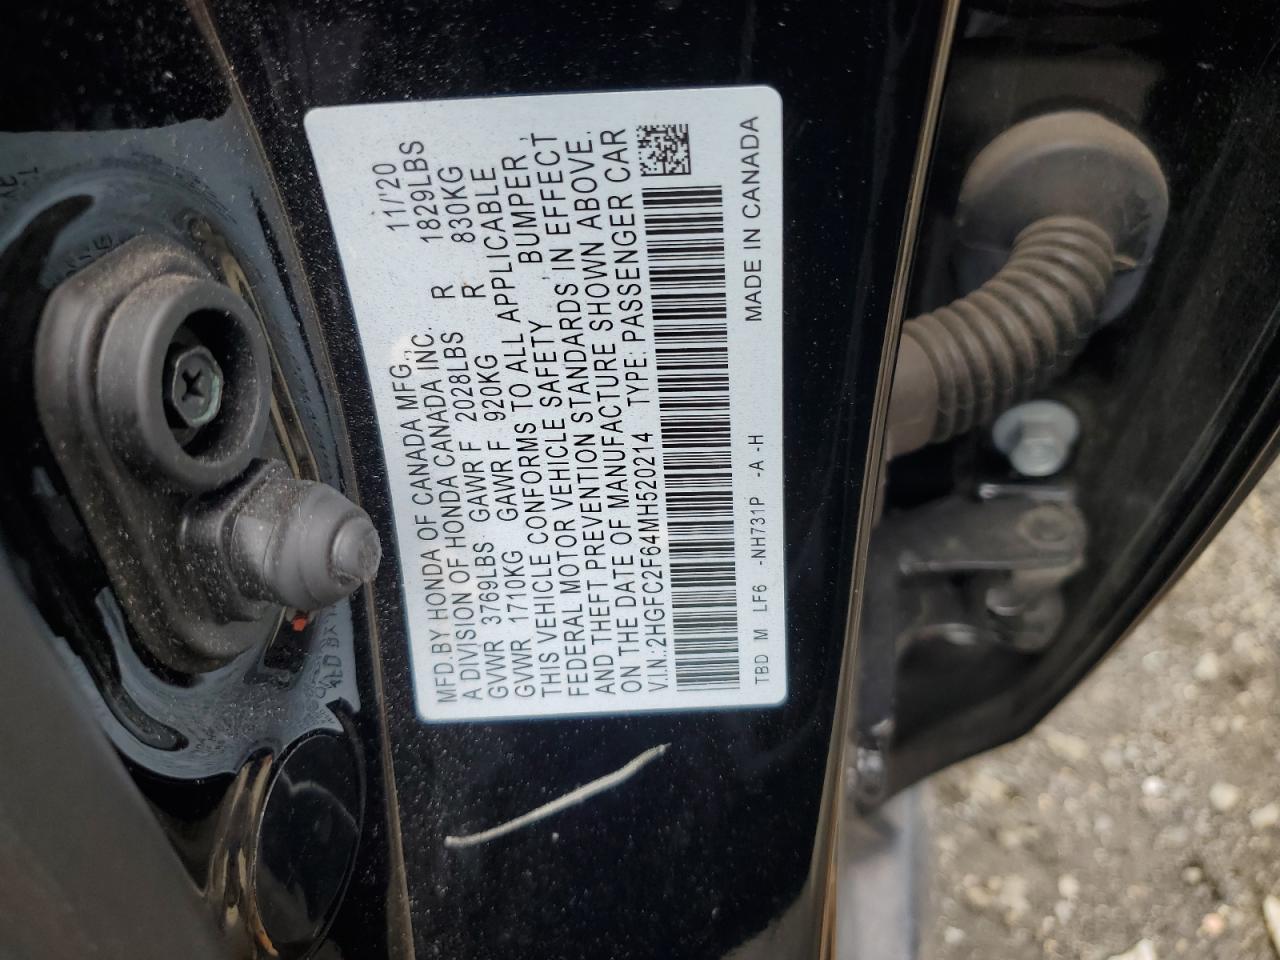 MFD.BY HONDA OF CANADA MFG., 11/'20
A DIVISION OF HONDA CANADA INC.
GVWR 3769LBS GAWR F 2028LBS R 1829LBS
GVWR 1710KG GAWR F 920KG R 830KG
THIS VEHICLE CONFORMS TO ALL APPLICABLE
FEDERAL MOTOR VEHICLE SAFETY , BUMPER ,
AND THEFT PREVENTION STANDARDS IN EFFECT
ON THE DATE OF MANUFACTURE SHOWN ABOVE.
V.I.N.:2HGFC2F64MH520214 TYPE: PASSENGER CAR
TBD M LF6 -NH731P -A -H MADE IN CANADA